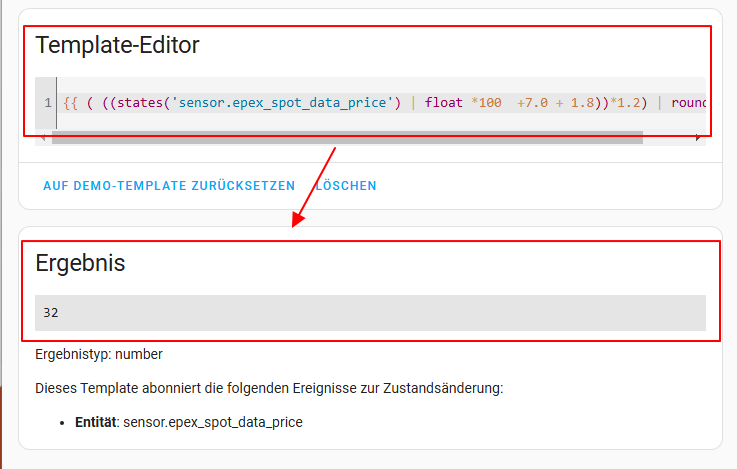 Template-Editor
1 {{ ( ((states('sensor.epex_spot_data_price') | float *100  +7.0 + 1.8))*1.2) | round
AUF DEMO-TEMPLATE ZURÜCKSETZEN LÖSCHEN
Ergebnis
32
Ergebnistyp: number
Dieses Template abonniert die folgenden Ereignisse zur Zustandsänderung:
• Entität: sensor.epex_spot_data_price